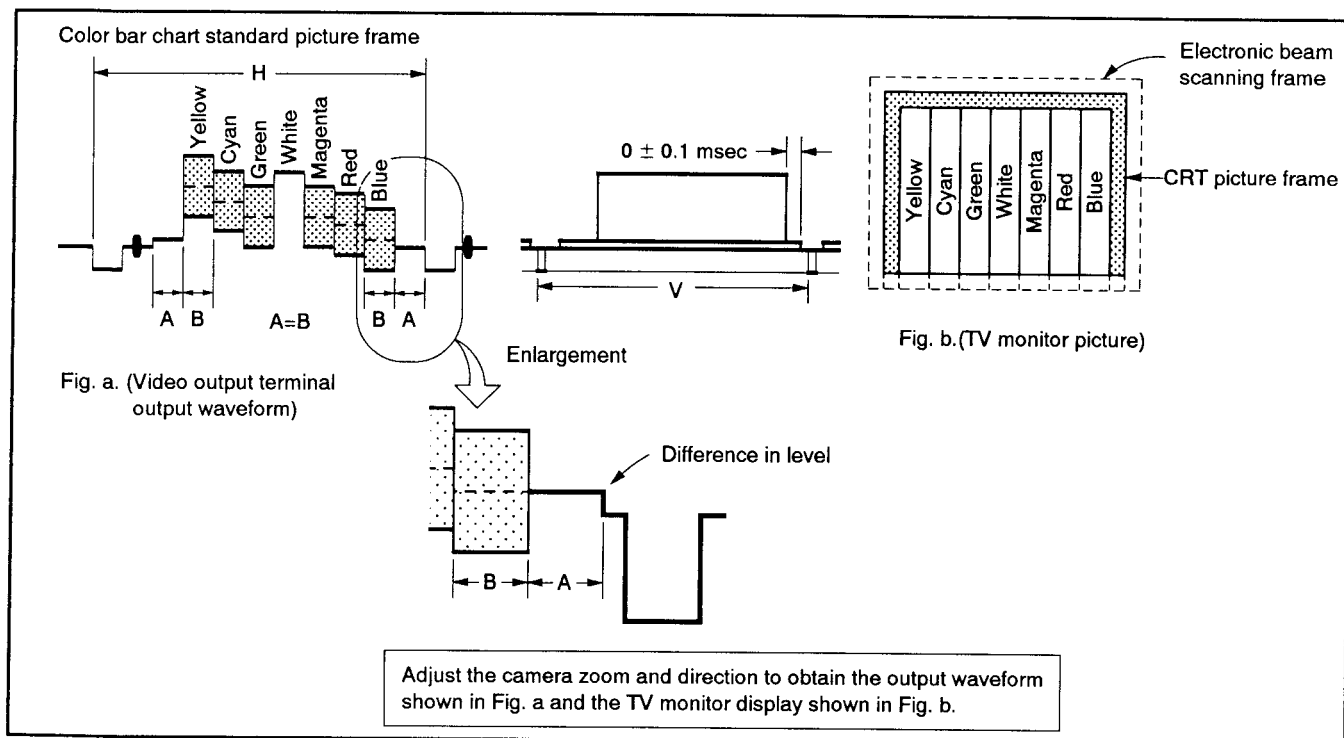 Color bar chart standard picture frame
H
Yellow
Cyan
Green
White
Magenta
Red
Blue
A
B
A=B
B
A
Fig. a. (Video output terminal
output waveform)
0 ± 0.1 msec
V
Electronic beam
scanning frame
CRT picture frame
Yellow
Cyan
Green
White
Magenta
Red
Blue
Fig. b.(TV monitor picture)
Enlargement
Difference in level
B
A
Adjust the camera zoom and direction to obtain the output waveform
shown in Fig. a and the TV monitor display shown in Fig. b.